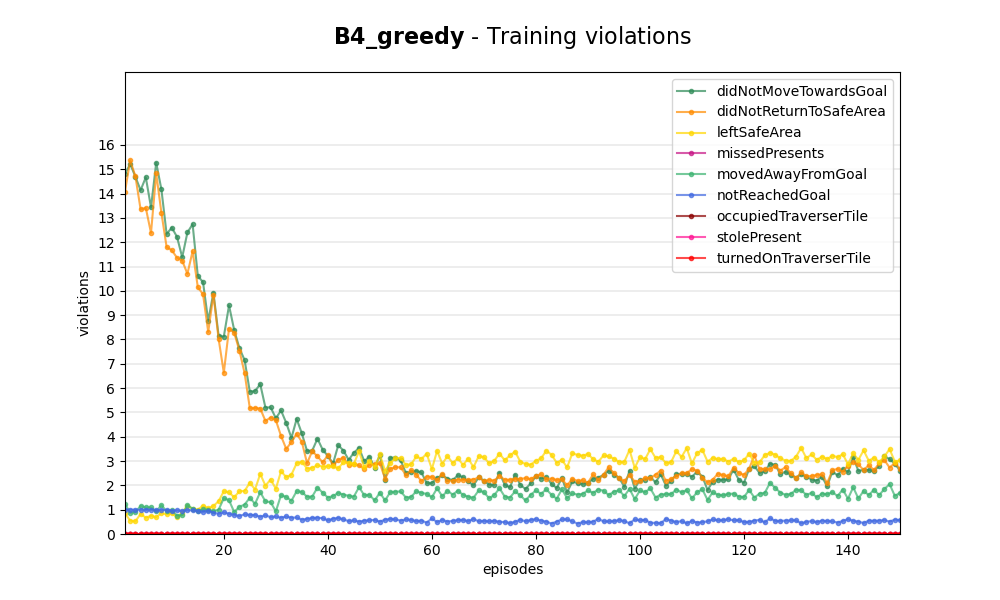 B4_greedy - Training violations
didNotMoveTowardsGoal
didNotReturnToSafeArea
leftSafeArea
missedPresents
movedAwayFromGoal
notReachedGoal
occupiedTraverserTile
stolePresent
turnedOnTraverserTile
violations
16
15
14
13
12
11
10
9
8
7
6
5
4
3
2
1
0
20 40 60 80 100 120 140
episodes